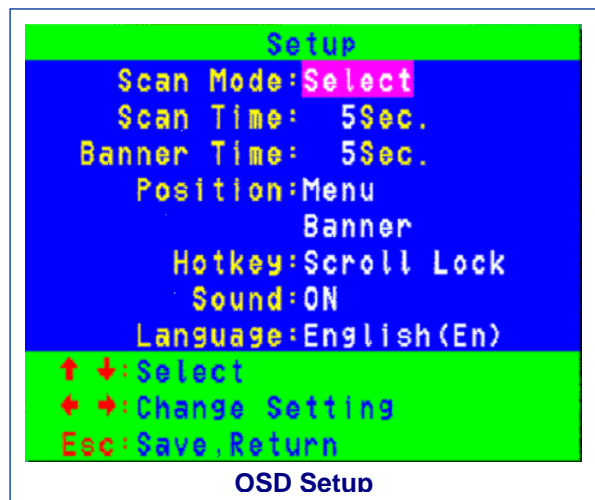 Setup
Scan Mode:Select
Scan Time: 5Sec.
Banner Time: 5Sec.
Position:Menu
Banner
Hotkey:Scroll Lock
Sound:ON
Language:English(En)
↑ ↓:Select
← →:Change Setting
Esc:Save,Return
OSD Setup